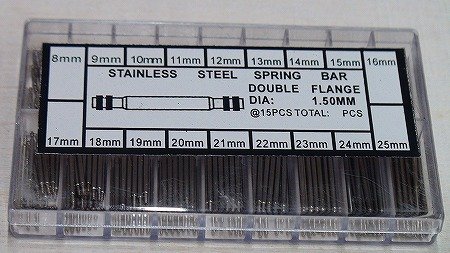 8mm 9mm 10mm 11mm 12mm 13mm 14mm 15mm 16mm
STAINLESS STEEL SPRING BAR
DOUBLE FLANGE
DIA: 1.50MM
@15PCS TOTAL: PCS
17mm 18mm 19mm 20mm 21mm 22mm 23mm 24mm 25mm